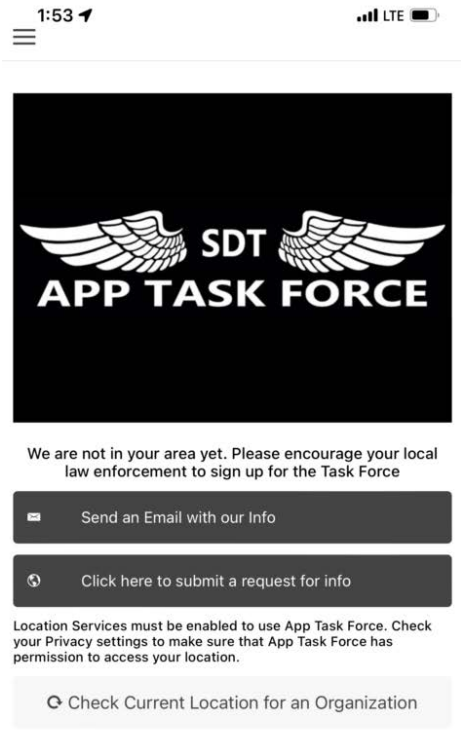 1:53
LTE
SDT
APP TASK FORCE
We are not in your area yet. Please encourage your local
law enforcement to sign up for the Task Force
Send an Email with our Info
Click here to submit a request for info
Location Services must be enabled to use App Task Force. Check
your Privacy settings to make sure that App Task Force has
permission to access your location.
Check Current Location for an Organization